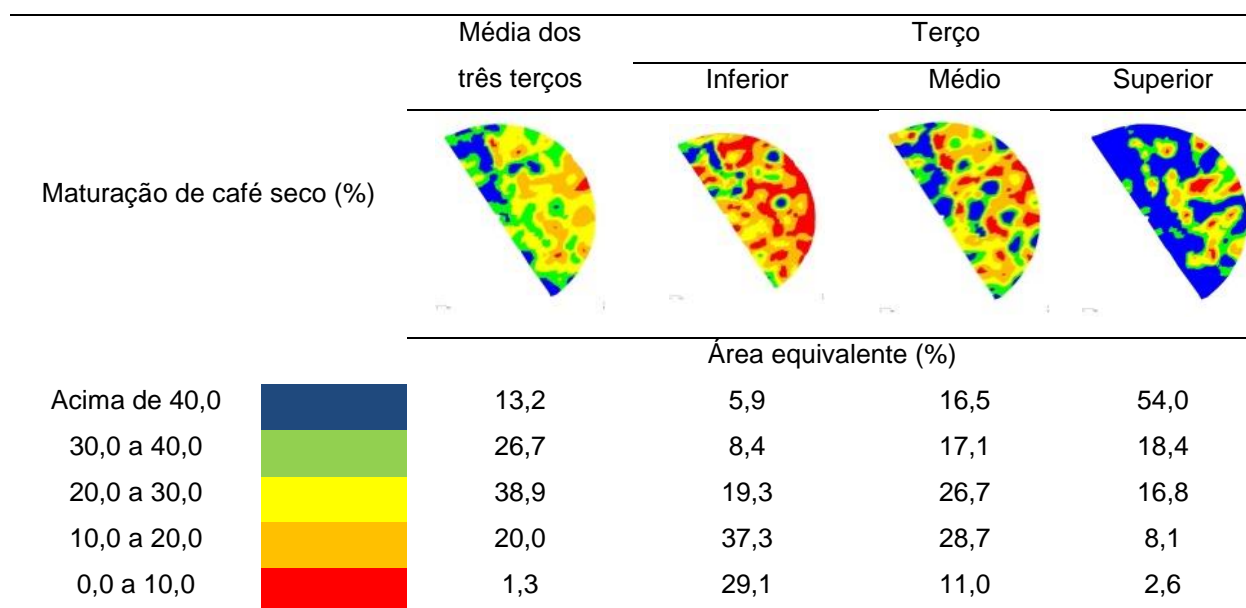 Média dos três terços
Terço
Inferior Médio Superior
Maturação de café seco (%)
Área equivalente (%)
Acima de 40,0 13,2 5,9 16,5 54,0
30,0 a 40,0 26,7 8,4 17,1 18,4
20,0 a 30,0 38,9 19,3 26,7 16,8
10,0 a 20,0 20,0 37,3 28,7 8,1
0,0 a 10,0 1,3 29,1 11,0 2,6